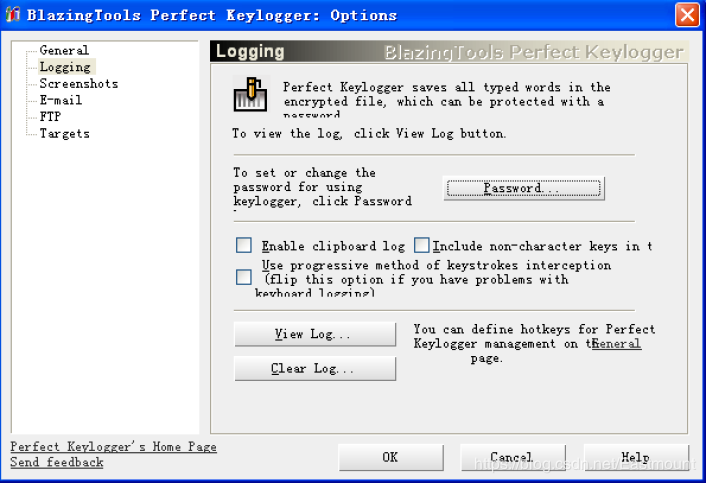 BlazingTools Perfect Keylogger: Options
General
Logging
Screenshots
E-mail
FTP
Targets
Logging BlazingTools Perfect Keylogger
Perfect Keylogger saves all typed words in the
encrypted file, which can be protected with a
password
To view the log, click View Log button.
To set or change the
password for using
keylogger, click Password
Password...
Enable clipboard log Include non-character keys in t
Use progressive method of keystrokes interception
(flip this option if you have problems with
keyboard logging)
View Log...
Clear Log...
You can define hotkeys for Perfect
Keylogger management on General
page.
Perfect Keylogger's Home Page
Send feedback
OK Cancel Help
https://blog.csdn.net/Eastmount